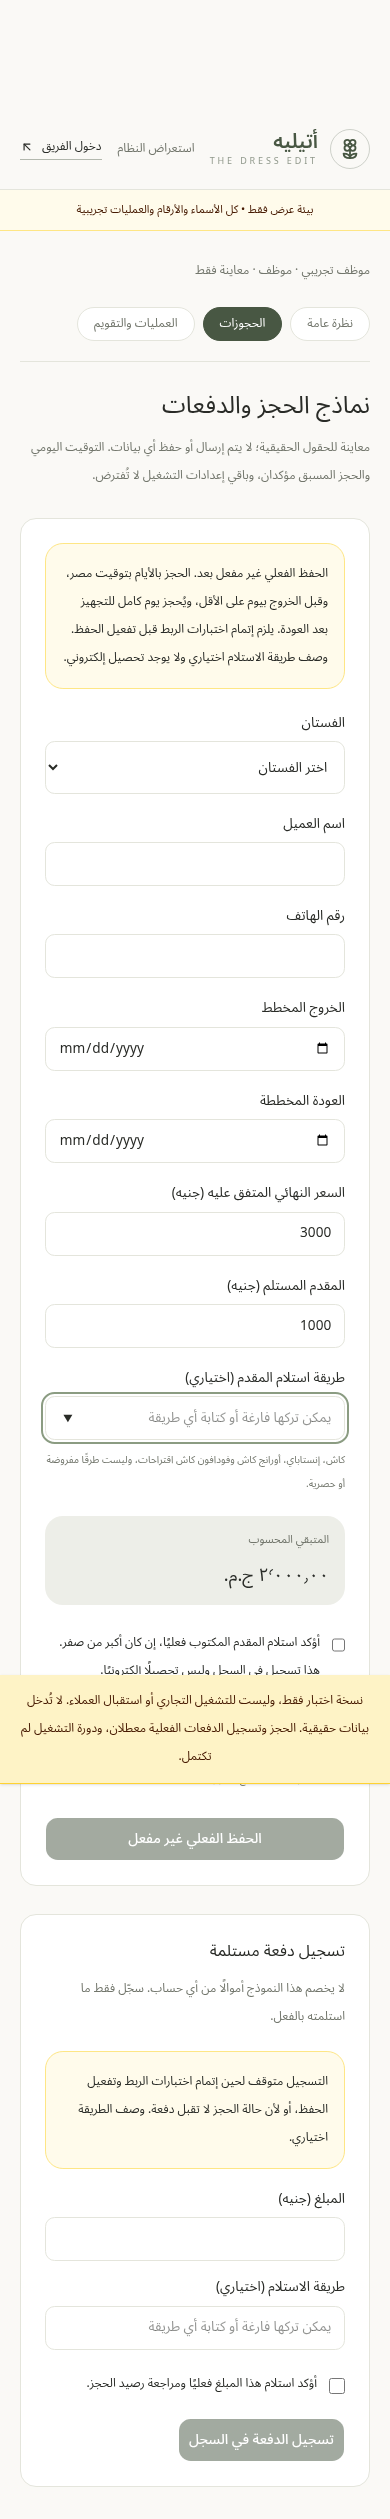 أتيليه
THE DRESS EDIT
استعراض النظام
دخول الفريق
بيئة عرض فقط • كل الأسماء والأرقام والعمليات تجريبية
موظف تجريبي · موظف · معاينة فقط
نظرة عامة
الحجوزات
العمليات والتقويم
نماذج الحجز والدفعات
معاينة للحقول الحقيقية؛ لا يتم إرسال أو حفظ أي بيانات. التوقيت اليومي
والحجز المسبق مؤكدان، وباقي إعدادات التشغيل لا تُفترض.
الحفظ الفعلي غير مفعل بعد. الحجز بالأيام بتوقيت مصر،
وقبل الخروج بيوم على الأقل، ويُحجز يوم كامل للتجهيز
بعد العودة. يلزم إتمام اختبارات الربط قبل تفعيل الحفظ.
وصف طريقة الاستلام اختياري ولا يوجد تحصيل إلكتروني.
الفستان
اختر الفستان
اسم العميل
رقم الهاتف
الخروج المخطط
mm/dd/yyyy
العودة المخططة
mm/dd/yyyy
السعر النهائي المتفق عليه (جنيه)
3000
المقدم المستلم (جنيه)
1000
طريقة استلام المقدم (اختياري)
يمكن تركها فارغة أو كتابة أي طريقة
كاش، إنستاباي، أورانج كاش وفودافون كاش اقتراحات، وليست طرقًا مفروضة
أو حصرية.
المتبقي المحسوب
٢٬٠٠٠٫٠٠ ج.م.
أؤكد استلام المقدم المكتوب فعليًا، إن كان أكبر من صفر.
هذا تسجيل في السجل وليس تحصيلًا إلكترونيًا.
نسخة اختبار فقط، وليست للتشغيل التجاري أو استقبال العملاء. لا تُدخل
بيانات حقيقية. الحجز وتسجيل الدفعات الفعلية معطلان، ودورة التشغيل لم
تكتمل.
الحفظ الفعلي غير مفعل
تسجيل دفعة مستلمة
لا يخصم هذا النموذج أموالًا من أي حساب. سجّل فقط ما
استلمته بالفعل.
التسجيل متوقف لحين إتمام اختبارات الربط وتفعيل
الحفظ، أو لأن حالة الحجز لا تقبل دفعة. وصف الطريقة
اختياري.
المبلغ (جنيه)
طريقة الاستلام (اختياري)
يمكن تركها فارغة أو كتابة أي طريقة
أؤكد استلام هذا المبلغ فعليًا ومراجعة رصيد الحجز.
تسجيل الدفعة في السجل